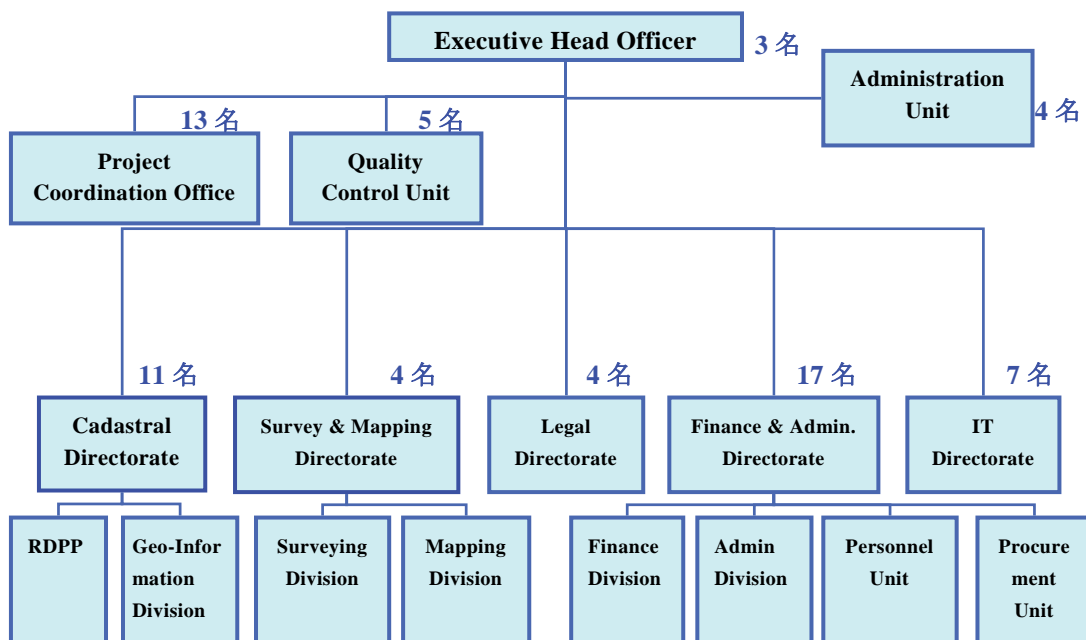 Executive Head Officer
3 名
Administration
Unit
4 名
13 名
5 名
Project
Coordination Office
Quality
Control Unit
11 名
4 名
4 名
17 名
7 名
Cadastral
Directorate
Survey & Mapping
Directorate
Legal
Directorate
Finance & Admin.
Directorate
IT
Directorate
RDPP
Geo-Infor
mation
Division
Surveying
Division
Mapping
Division
Finance
Division
Admin
Division
Personnel
Unit
Procure
ment
Unit